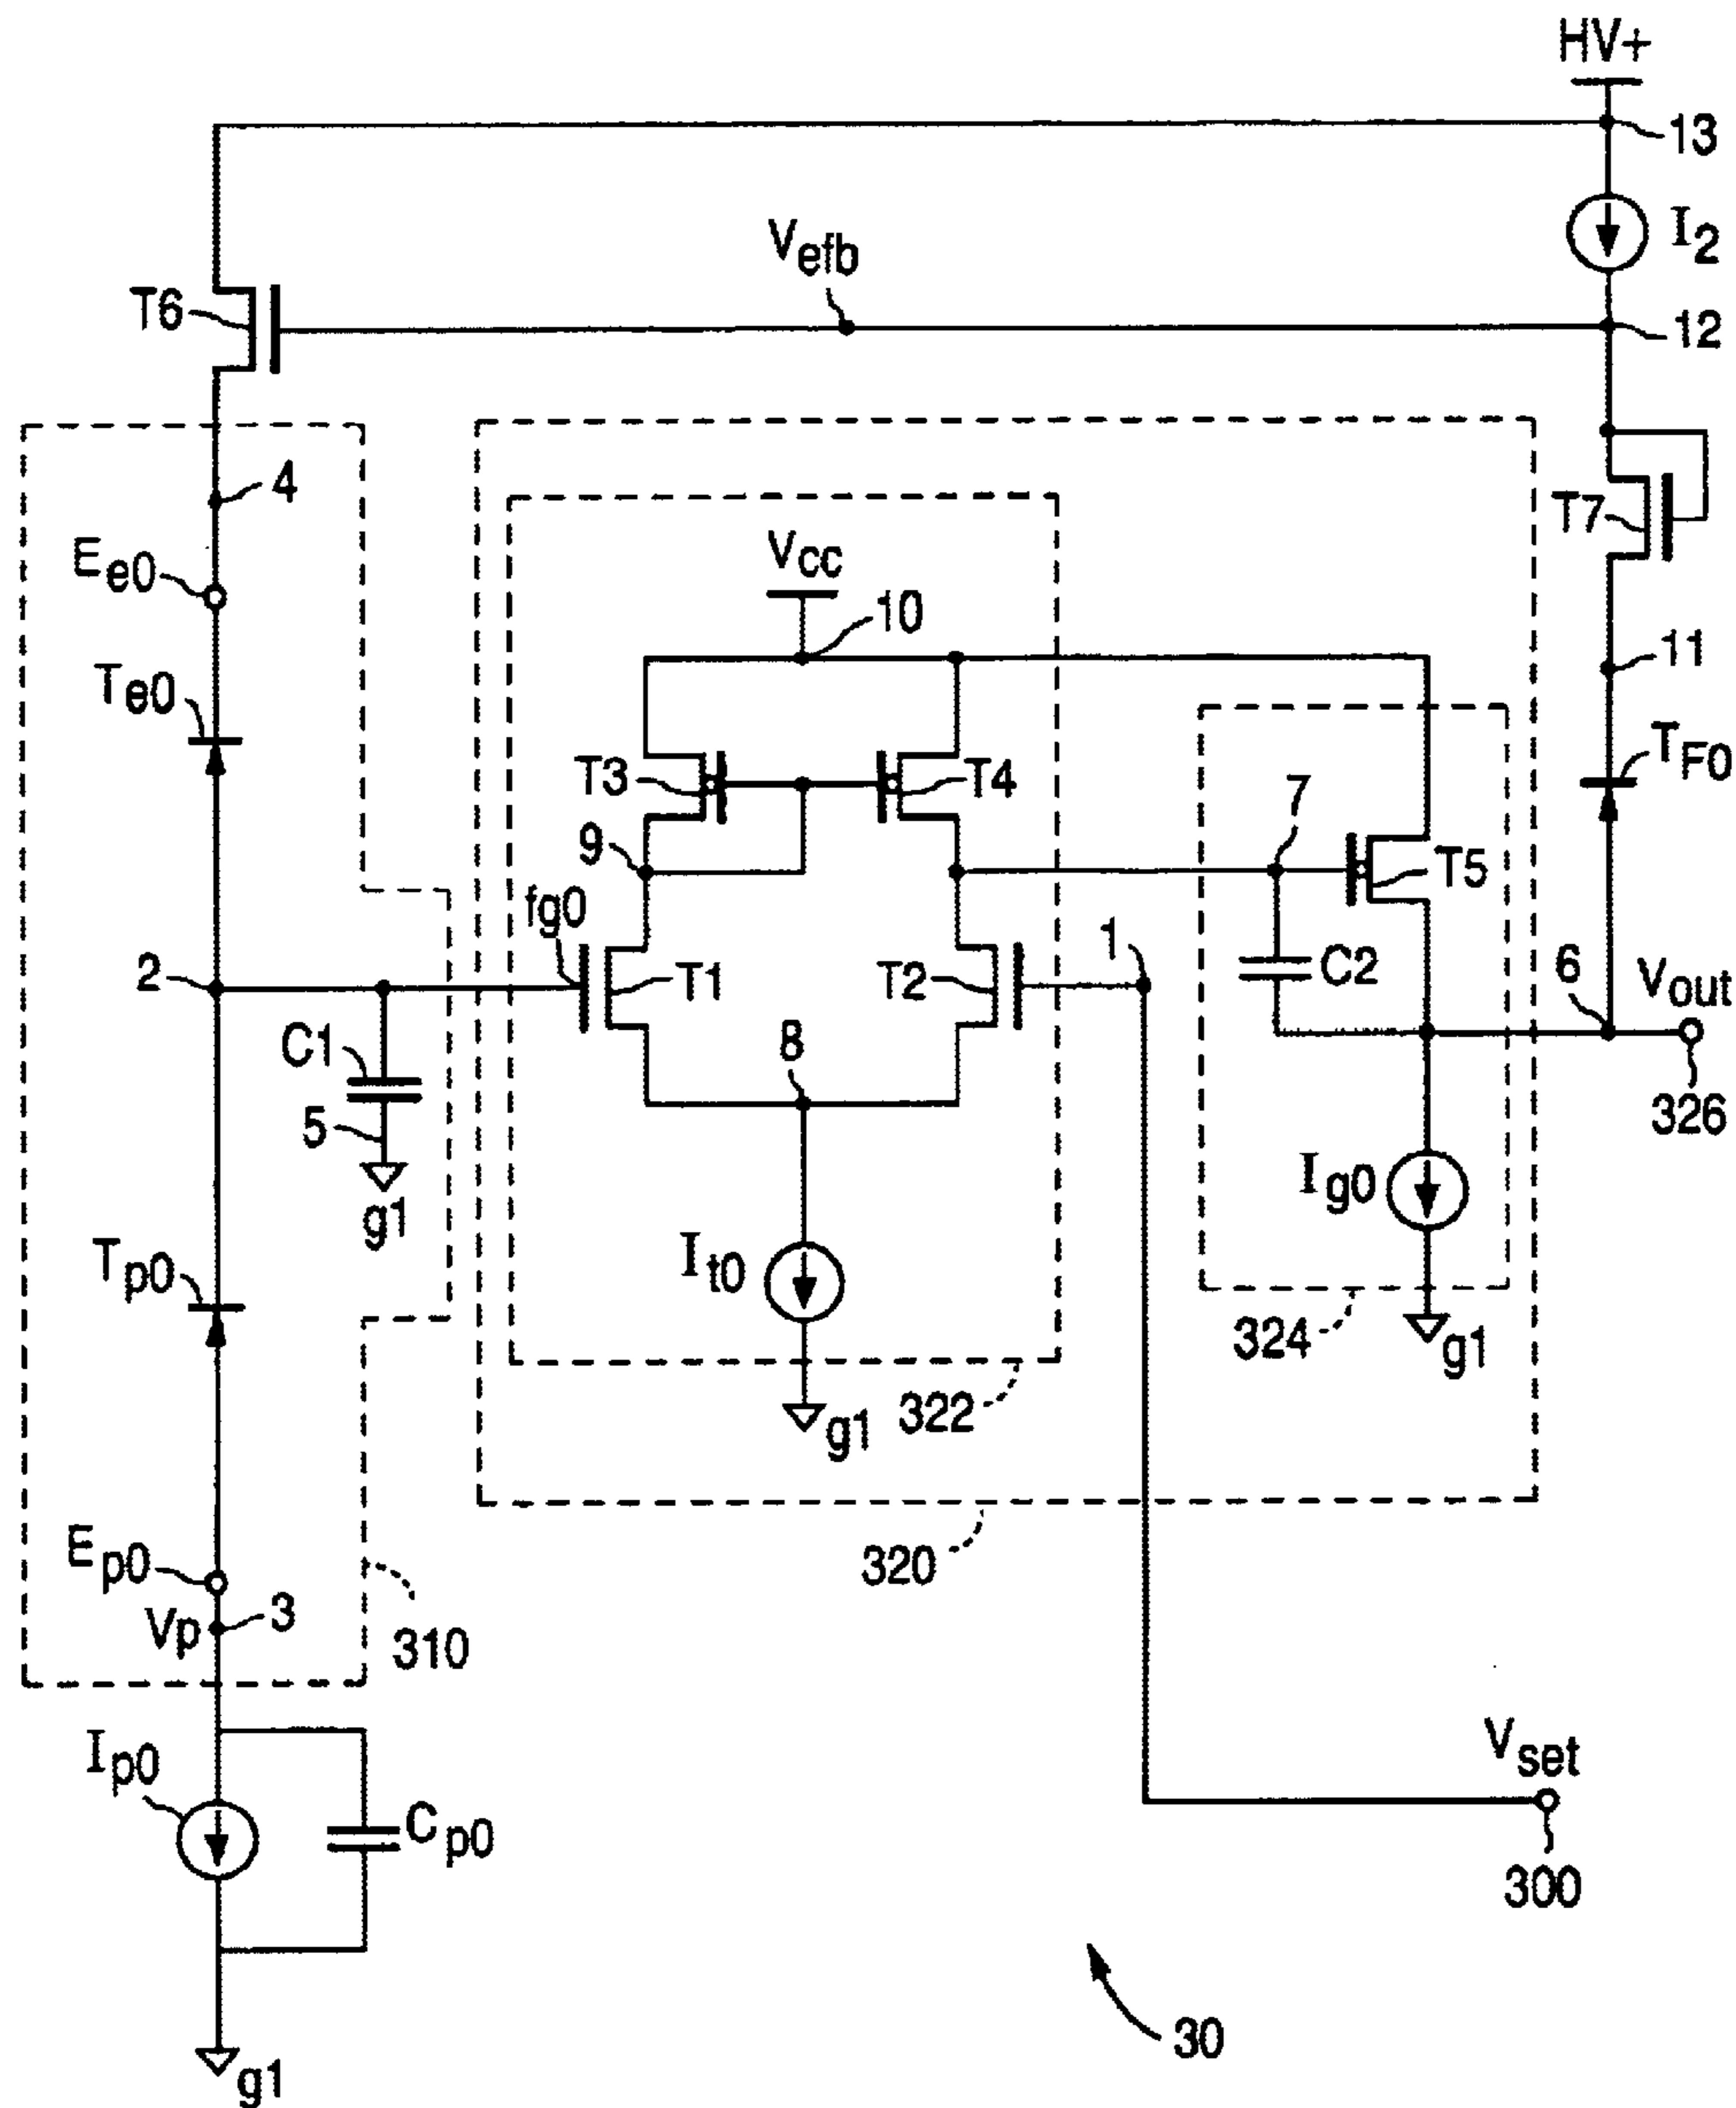 HV+
13
I2
Vefb
12
T6
4
Ee0
T7
Vcc
10
Te0
11
TF0
T3
T4
7
9
T5
fg0
1
2
T1
T2
C2
6
Vout
C1
8
5
326
g1
Ig0
Tp0
It0
324
g1
322
g1
Ep0
320
Vp
3
310
Ip0
Vset
Cp0
300
30
g1